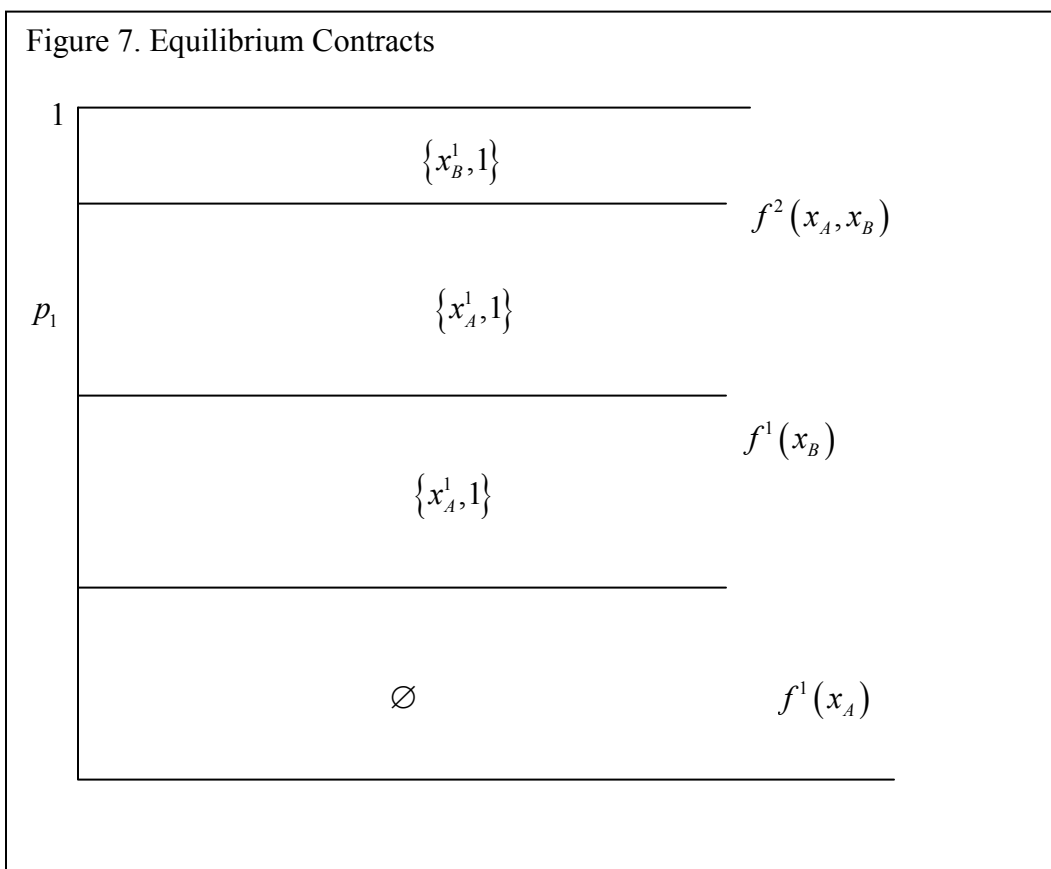 Figure 7. Equilibrium Contracts
1
{x_B^1, 1}
f^2(x_A, x_B)
p_1
{x_A^1, 1}
f^1(x_B)
{x_A^1, 1}
∅
f^1(x_A)